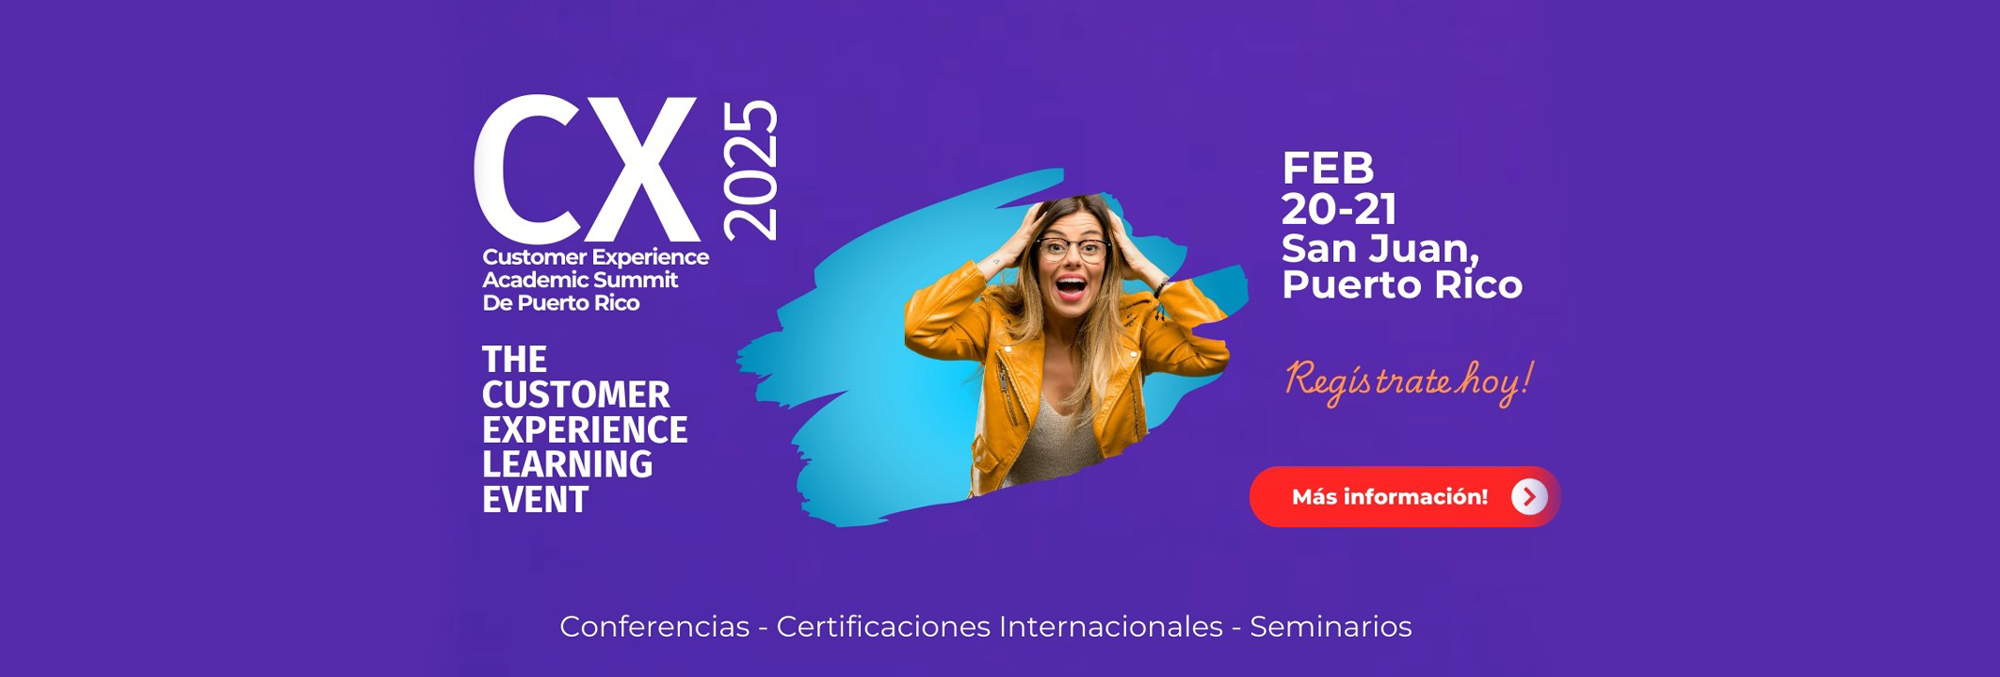 CX
2025
Customer Experience
Academic Summit
De Puerto Rico
THE
CUSTOMER
EXPERIENCE
LEARNING
EVENT
FEB
20-21
San Juan,
Puerto Rico
Regístrate hoy!
Más información!
Conferencias - Certificaciones Internacionales - Seminarios